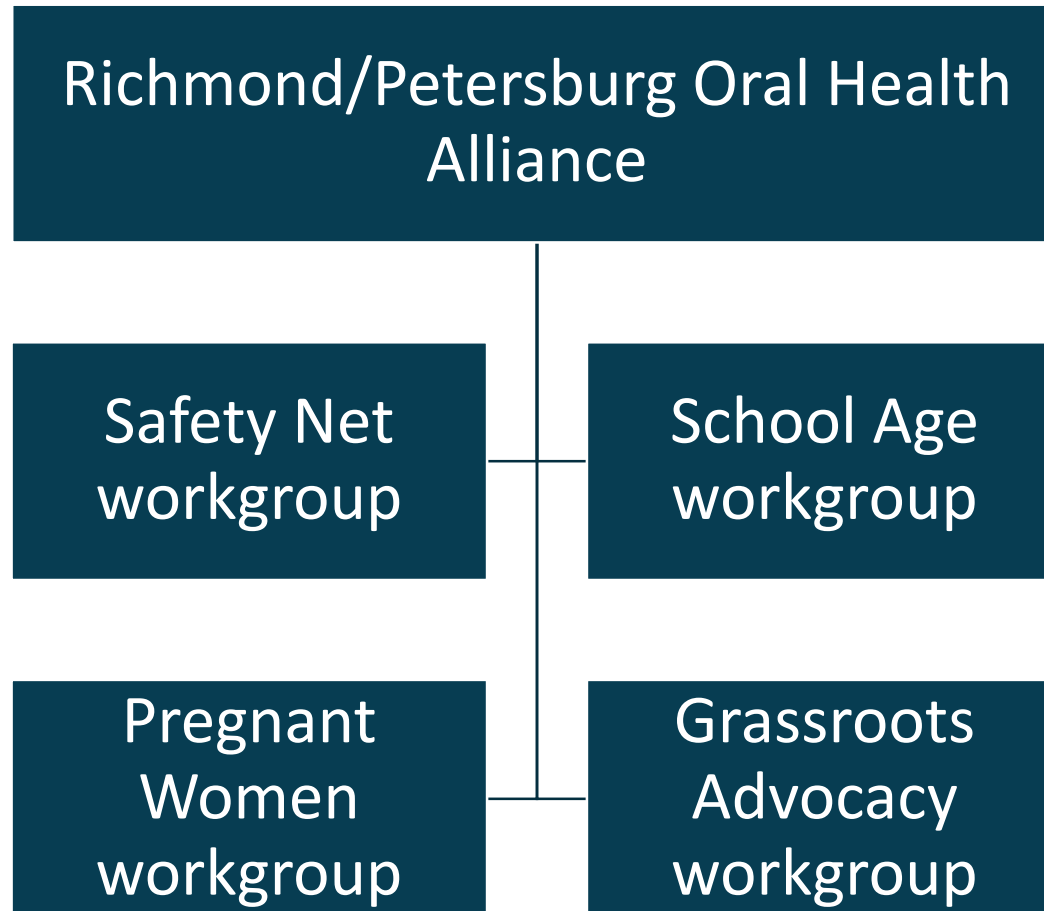 Richmond/Petersburg Oral Health
Alliance
Safety Net
workgroup
School Age
workgroup
Pregnant
Women
workgroup
Grassroots
Advocacy
workgroup